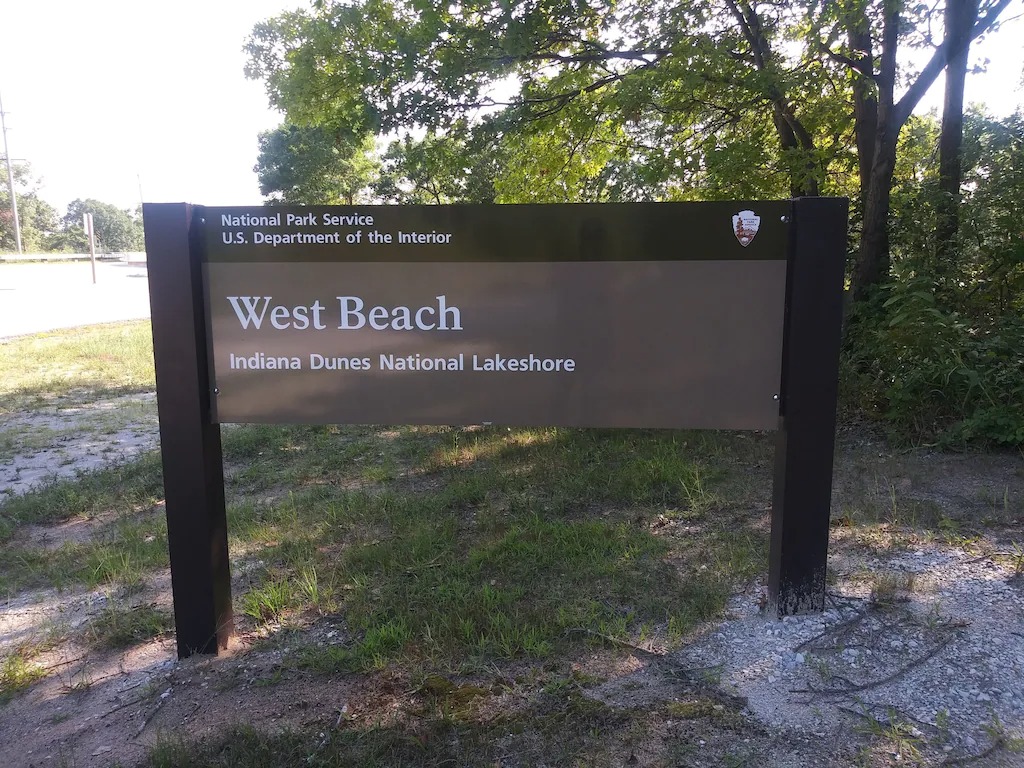 National Park Service
U.S. Department of the Interior
West Beach
Indiana Dunes National Lakeshore